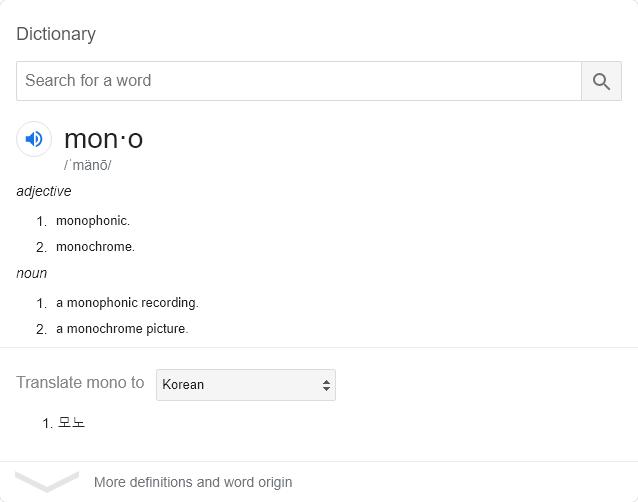 Dictionary
Search for a word
mon·o
/ˈmänō/
adjective
1. monophonic.
2. monochrome.
noun
1. a monophonic recording.
2. a monochrome picture.
Translate mono to Korean
1. 모노
More definitions and word origin